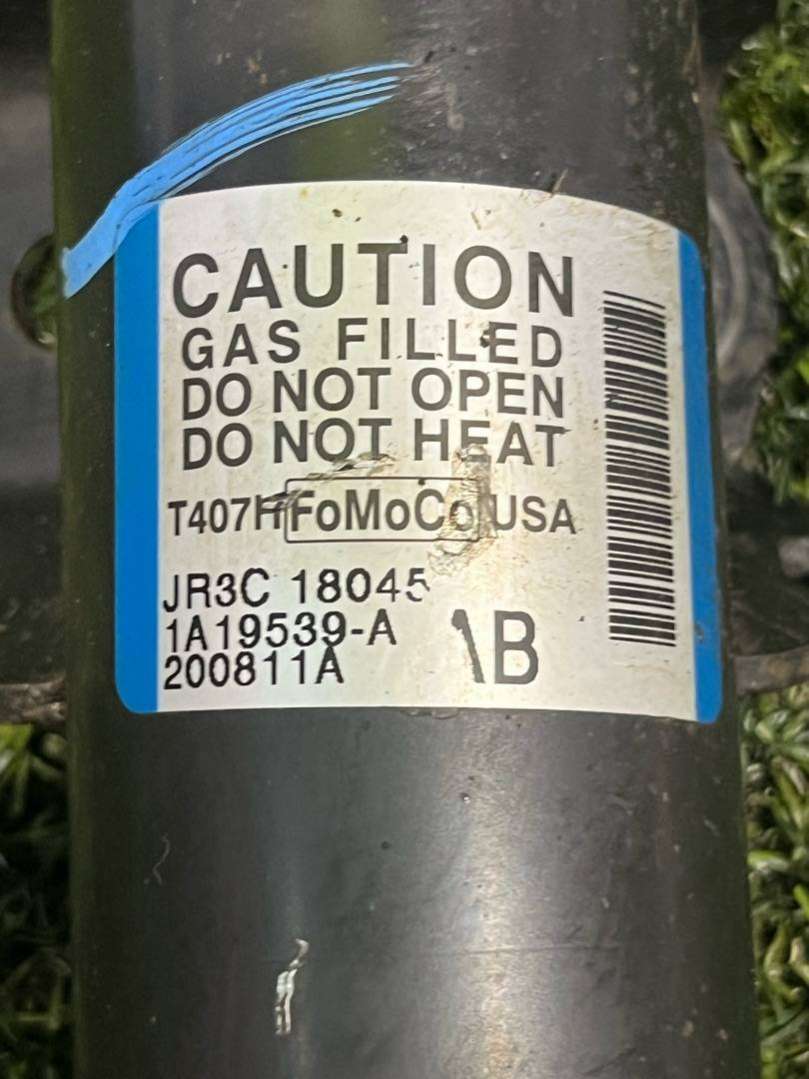 CAUTION
GAS FILLED
DO NOT OPEN
DO NOT HEAT
T407H FoMoCo USA
JR3C 18045
1A19539-A
200811A
\B